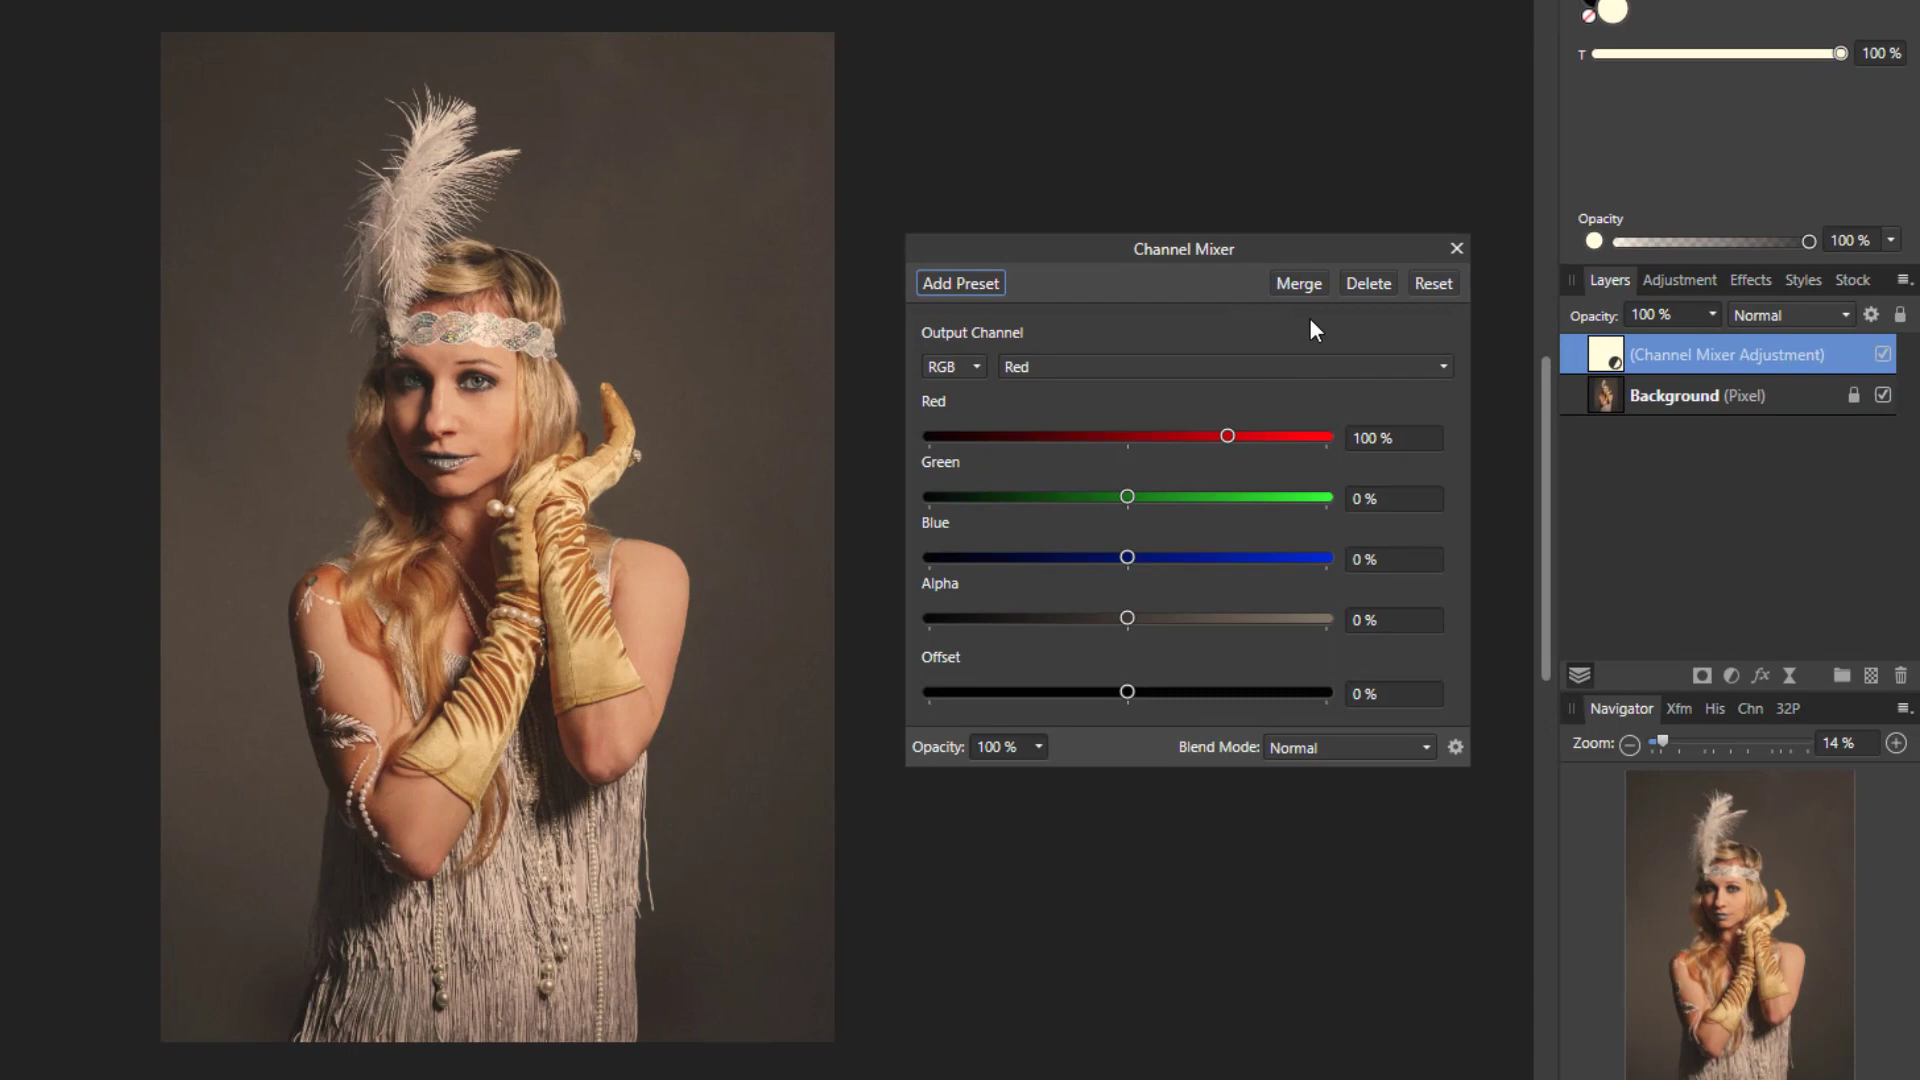 T 100 %
Opacity
100 %
Layers Adjustment Effects Styles Stock
Opacity: 100 % Normal
(Channel Mixer Adjustment)
Background (Pixel)
Channel Mixer
Add Preset Merge Delete Reset
Output Channel
RGB Red
Red
100 %
Green
0 %
Blue
0 %
Alpha
0 %
Offset
0 %
Opacity: 100 % Blend Mode: Normal
fx
Navigator Xfm His Chn 32P
Zoom: 14 %